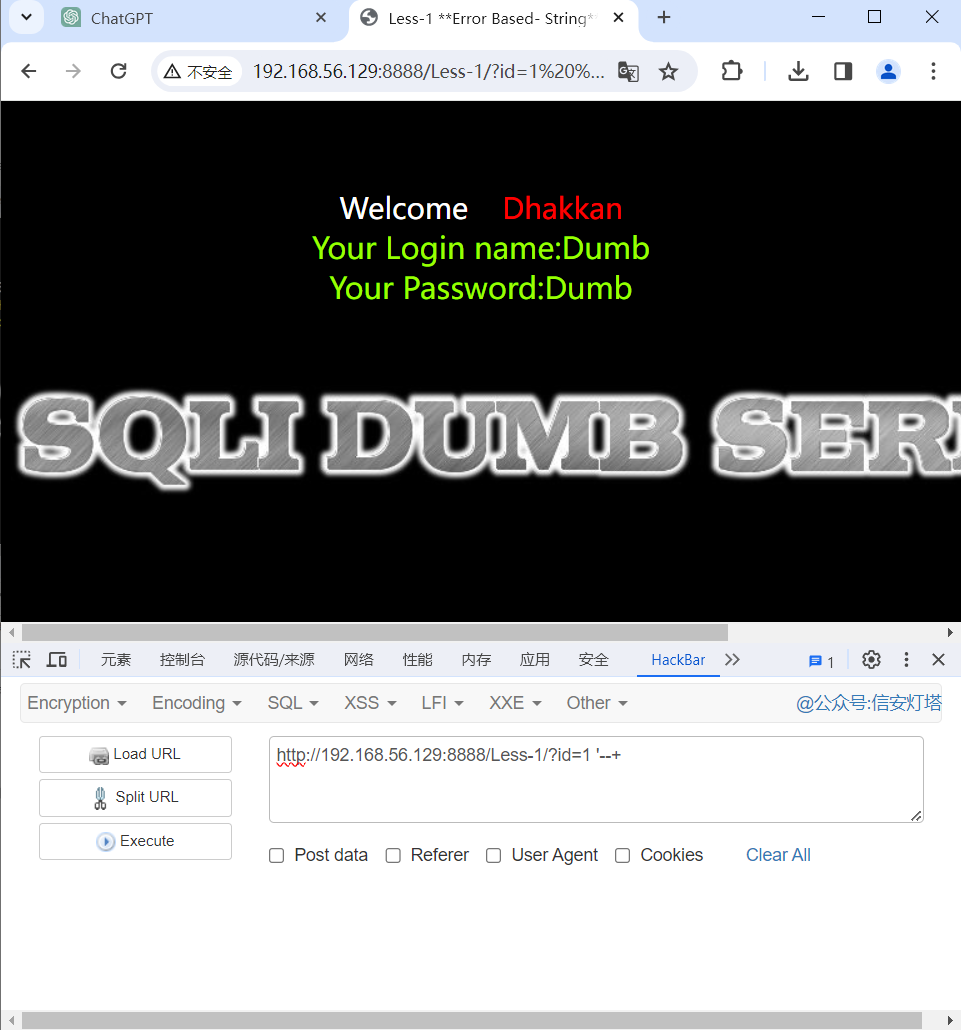 ChatGPT
Less-1 **Error Based- String*
不安全
192.168.56.129:8888/Less-1/?id=1%20%...
Welcome Dhakkan
Your Login name:Dumb
Your Password:Dumb
SQLI DUMB SERI
元素 控制台 源代码/来源 网络 性能 内存 应用 安全 HackBar 1
Encryption Encoding SQL XSS LFI XXE Other @公众号:信安灯塔
Load URL
http://192.168.56.129:8888/Less-1/?id=1 '--+
Split URL
Execute
Post data Referer User Agent Cookies Clear All